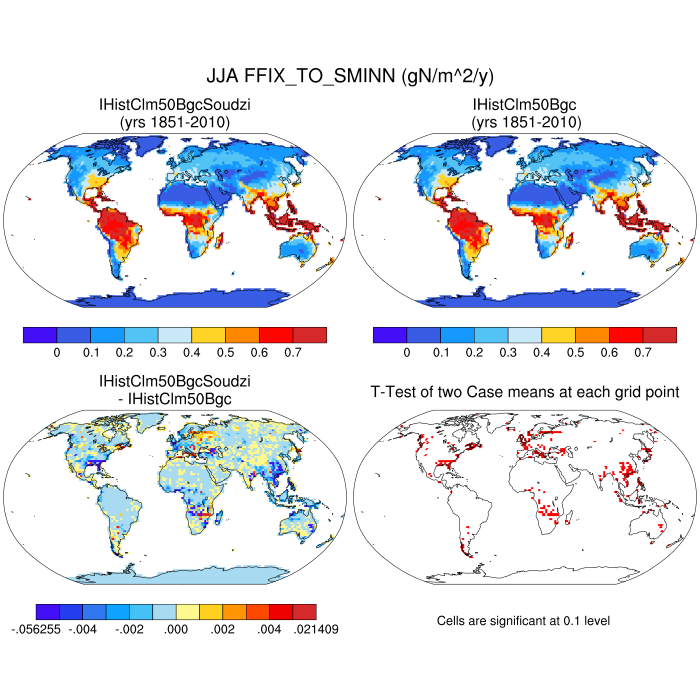 JJA FFIX_TO_SMINN (gN/m^2/y)
IHistClm50BgcSoudzi
(yrs 1851-2010)
IHistClm50Bgc
(yrs 1851-2010)
0 0.1 0.2 0.3 0.4 0.5 0.6 0.7
0 0.1 0.2 0.3 0.4 0.5 0.6 0.7
IHistClm50BgcSoudzi
- IHistClm50Bgc
T-Test of two Case means at each grid point
-.056255 -.004 -.002 .000 .002 .004 .021409
Cells are significant at 0.1 level